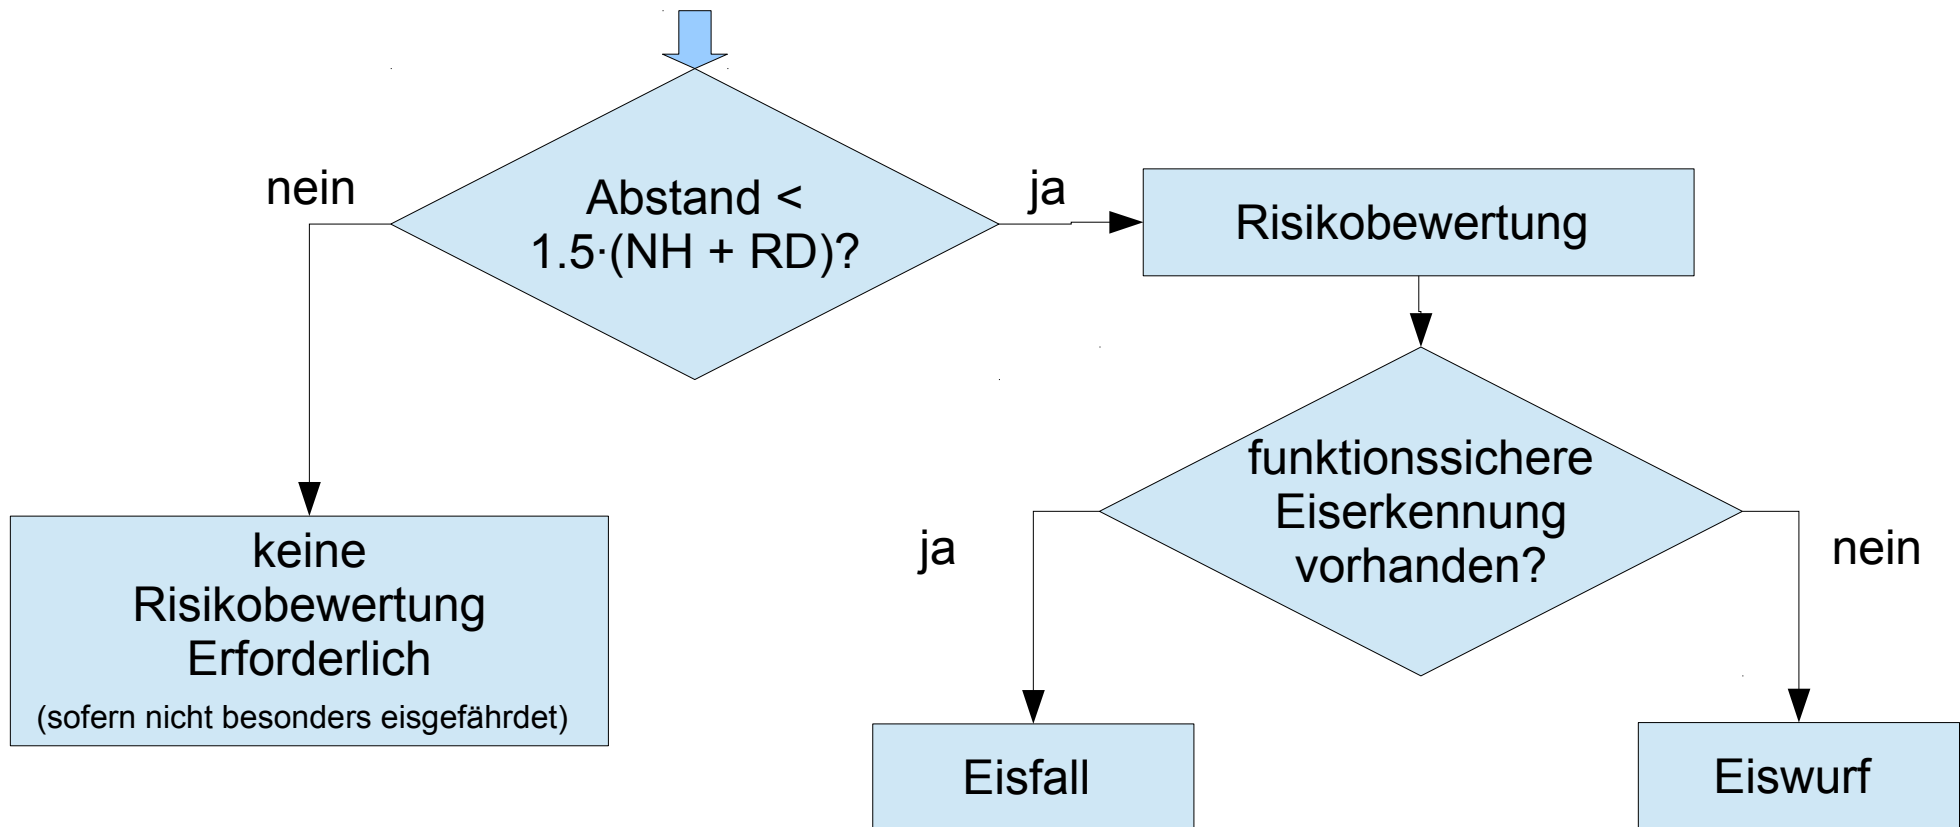 nein
Abstand <
1.5·(NH + RD)?
ja
Risikobewertung
funktionssichere
Eiserkennung
vorhanden?
ja
nein
keine
Risikobewertung
Erforderlich
(sofern nicht besonders eisgefährdet)
Eisfall
Eiswurf